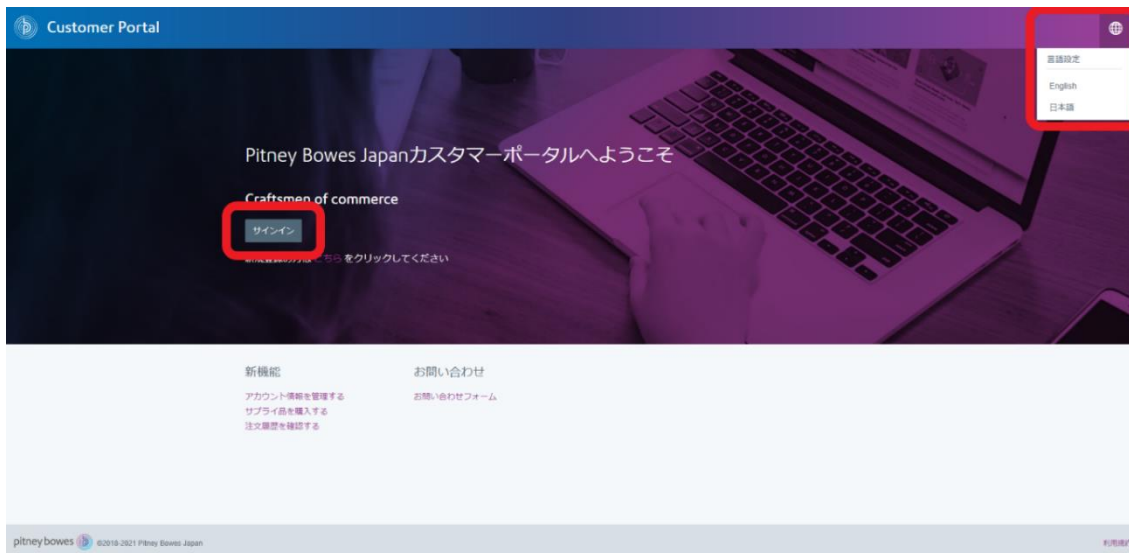 Customer Portal
言語設定
English
日本語
Pitney Bowes Japanカスタマーポータルへようこそ
Craftsmen of commerce
サインイン
新規登録の方は こちら をクリックしてください
新機能
アカウント情報を管理する
サプライ品を購入する
注文履歴を確認する
お問い合わせ
お問い合わせフォーム
pitney bowes
©2018-2021 Pitney Bowes Japan
利用規約